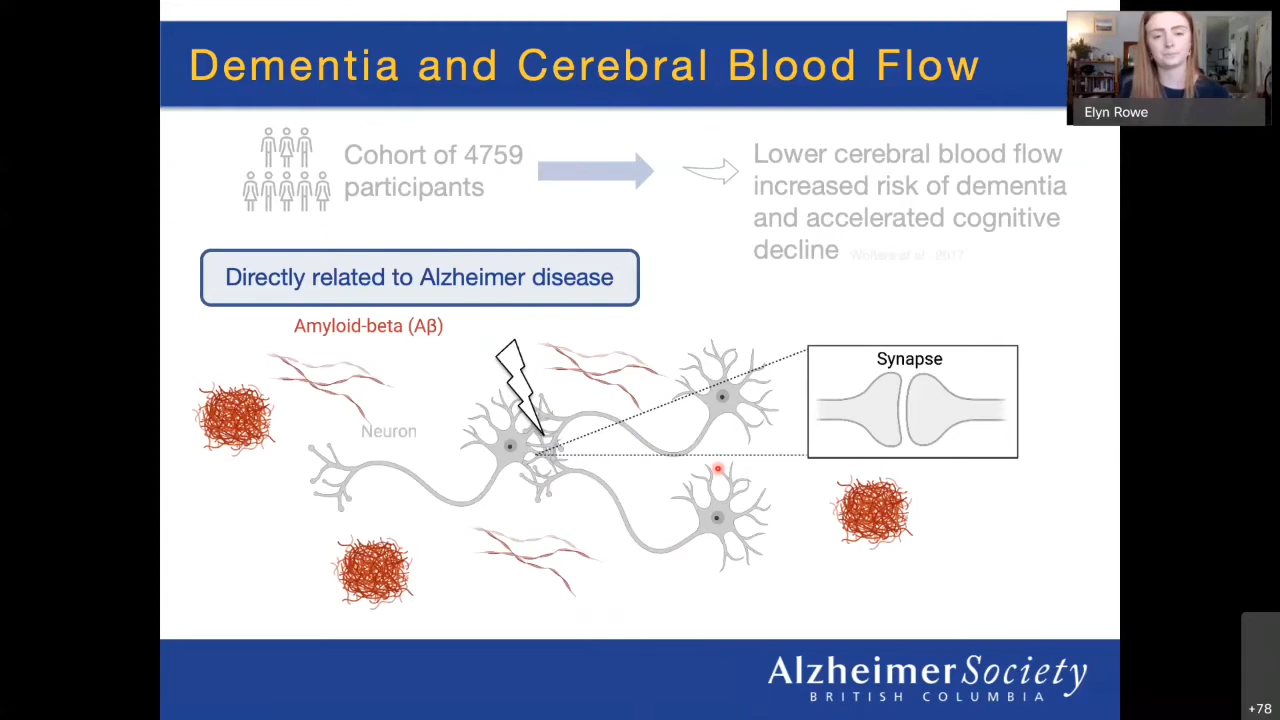 Dementia and Cerebral Blood Flow
Elyn Rowe
Cohort of 4759
participants
Lower cerebral blood flow
increased risk of dementia
and accelerated cognitive
decline
2017
Directly related to Alzheimer disease
Amyloid-beta (Aβ)
Neuron
Synapse
Alzheimer Society
BRITISH COLUMBIA
+78